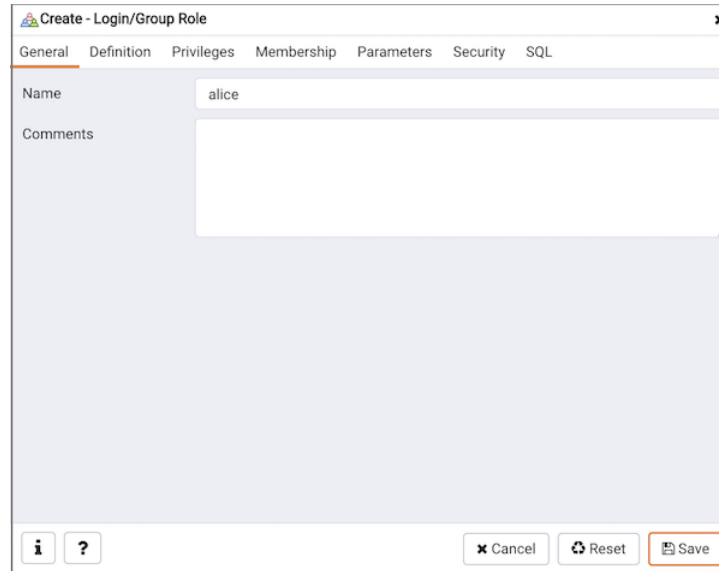 Create - Login/Group Role
General Definition Privileges Membership Parameters Security SQL
Name alice
Comments
i ? Cancel Reset Save